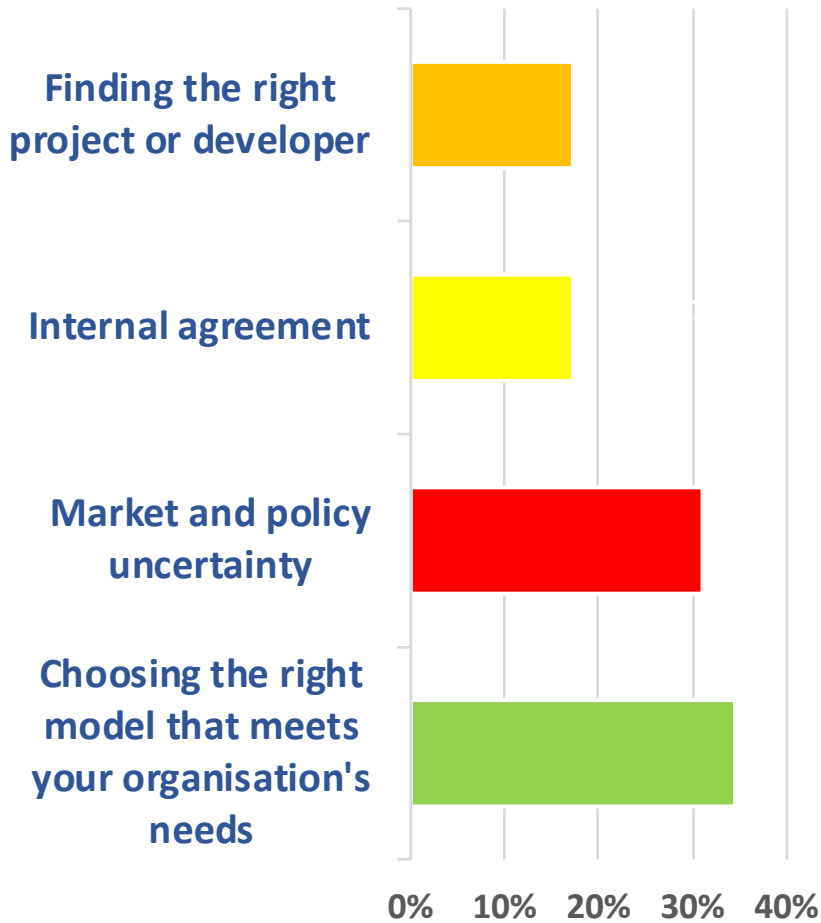 Finding the right
project or developer
Internal agreement
Market and policy
uncertainty
Choosing the right
model that meets
your organisation's
needs
0% 10% 20% 30% 40%